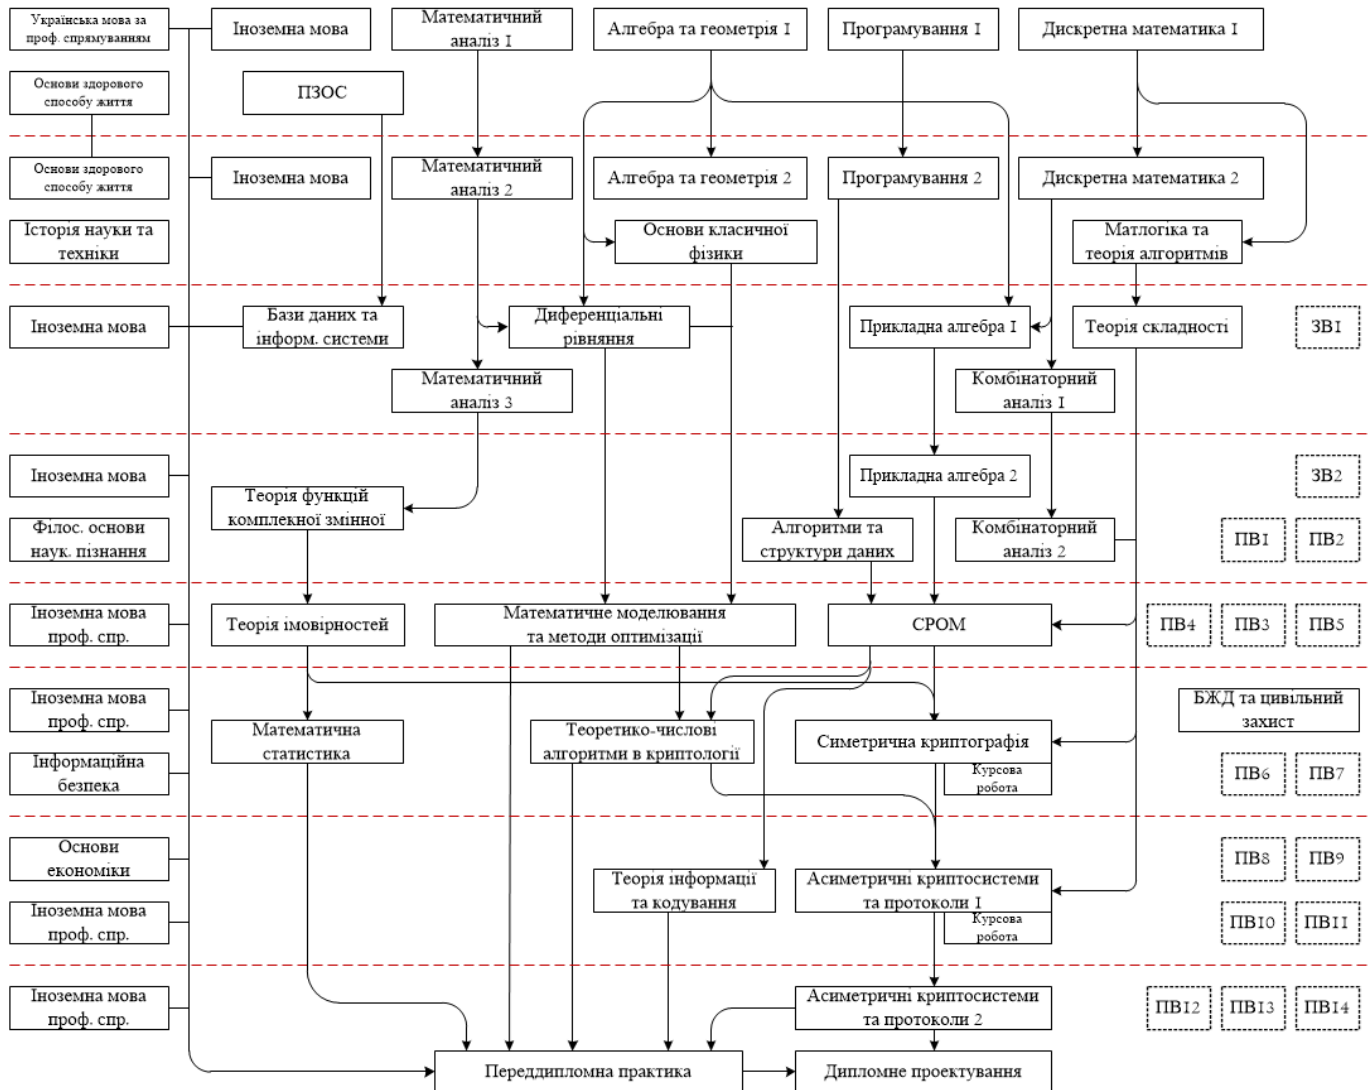 Українська мова за
проф. спрямуванням
Іноземна мова
Математичний
аналіз 1
Алгебра та геометрія 1
Програмування 1
Дискретна математика 1
Основи здорового
способу життя
ПЗОС
Основи здорового
способу життя
Іноземна мова
Математичний
аналіз 2
Алгебра та геометрія 2
Програмування 2
Дискретна математика 2
Історія науки та
техніки
Основи класичної
фізики
Матлогіка та
теорія алгоритмів
Іноземна мова
Бази даних та
інформ. системи
Диференціальні
рівняння
Прикладна алгебра 1
Теорія складності
ЗВ1
Математичний
аналіз 3
Комбінаторний
аналіз 1
Іноземна мова
Прикладна алгебра 2
ЗВ2
Теорія функцій
комплекної змінної
Філос. основи
наук. пізнання
Алгоритми та
структури даних
Комбінаторний
аналіз 2
ПВ1
ПВ2
Іноземна мова
проф. спр.
Теорія імовірностей
Математичне моделювання
та методи оптимізації
СРОМ
ПВ4
ПВ3
ПВ5
Іноземна мова
проф. спр.
Математична
статистика
Теоретико-числові
алгоритми в криптології
Симетрична криптографія
Курсова
робота
БЖД та цивільний
захист
Інформаційна
безпека
ПВ6
ПВ7
Основи
економіки
Теорія інформації
та кодування
Асиметричні криптосистеми
та протоколи 1
Курсова
робота
ПВ8
ПВ9
Іноземна мова
проф. спр.
ПВ10
ПВ11
Іноземна мова
проф. спр.
Асиметричні криптосистеми
та протоколи 2
ПВ12
ПВ13
ПВ14
Переддипломна практика
Дипломне проектування